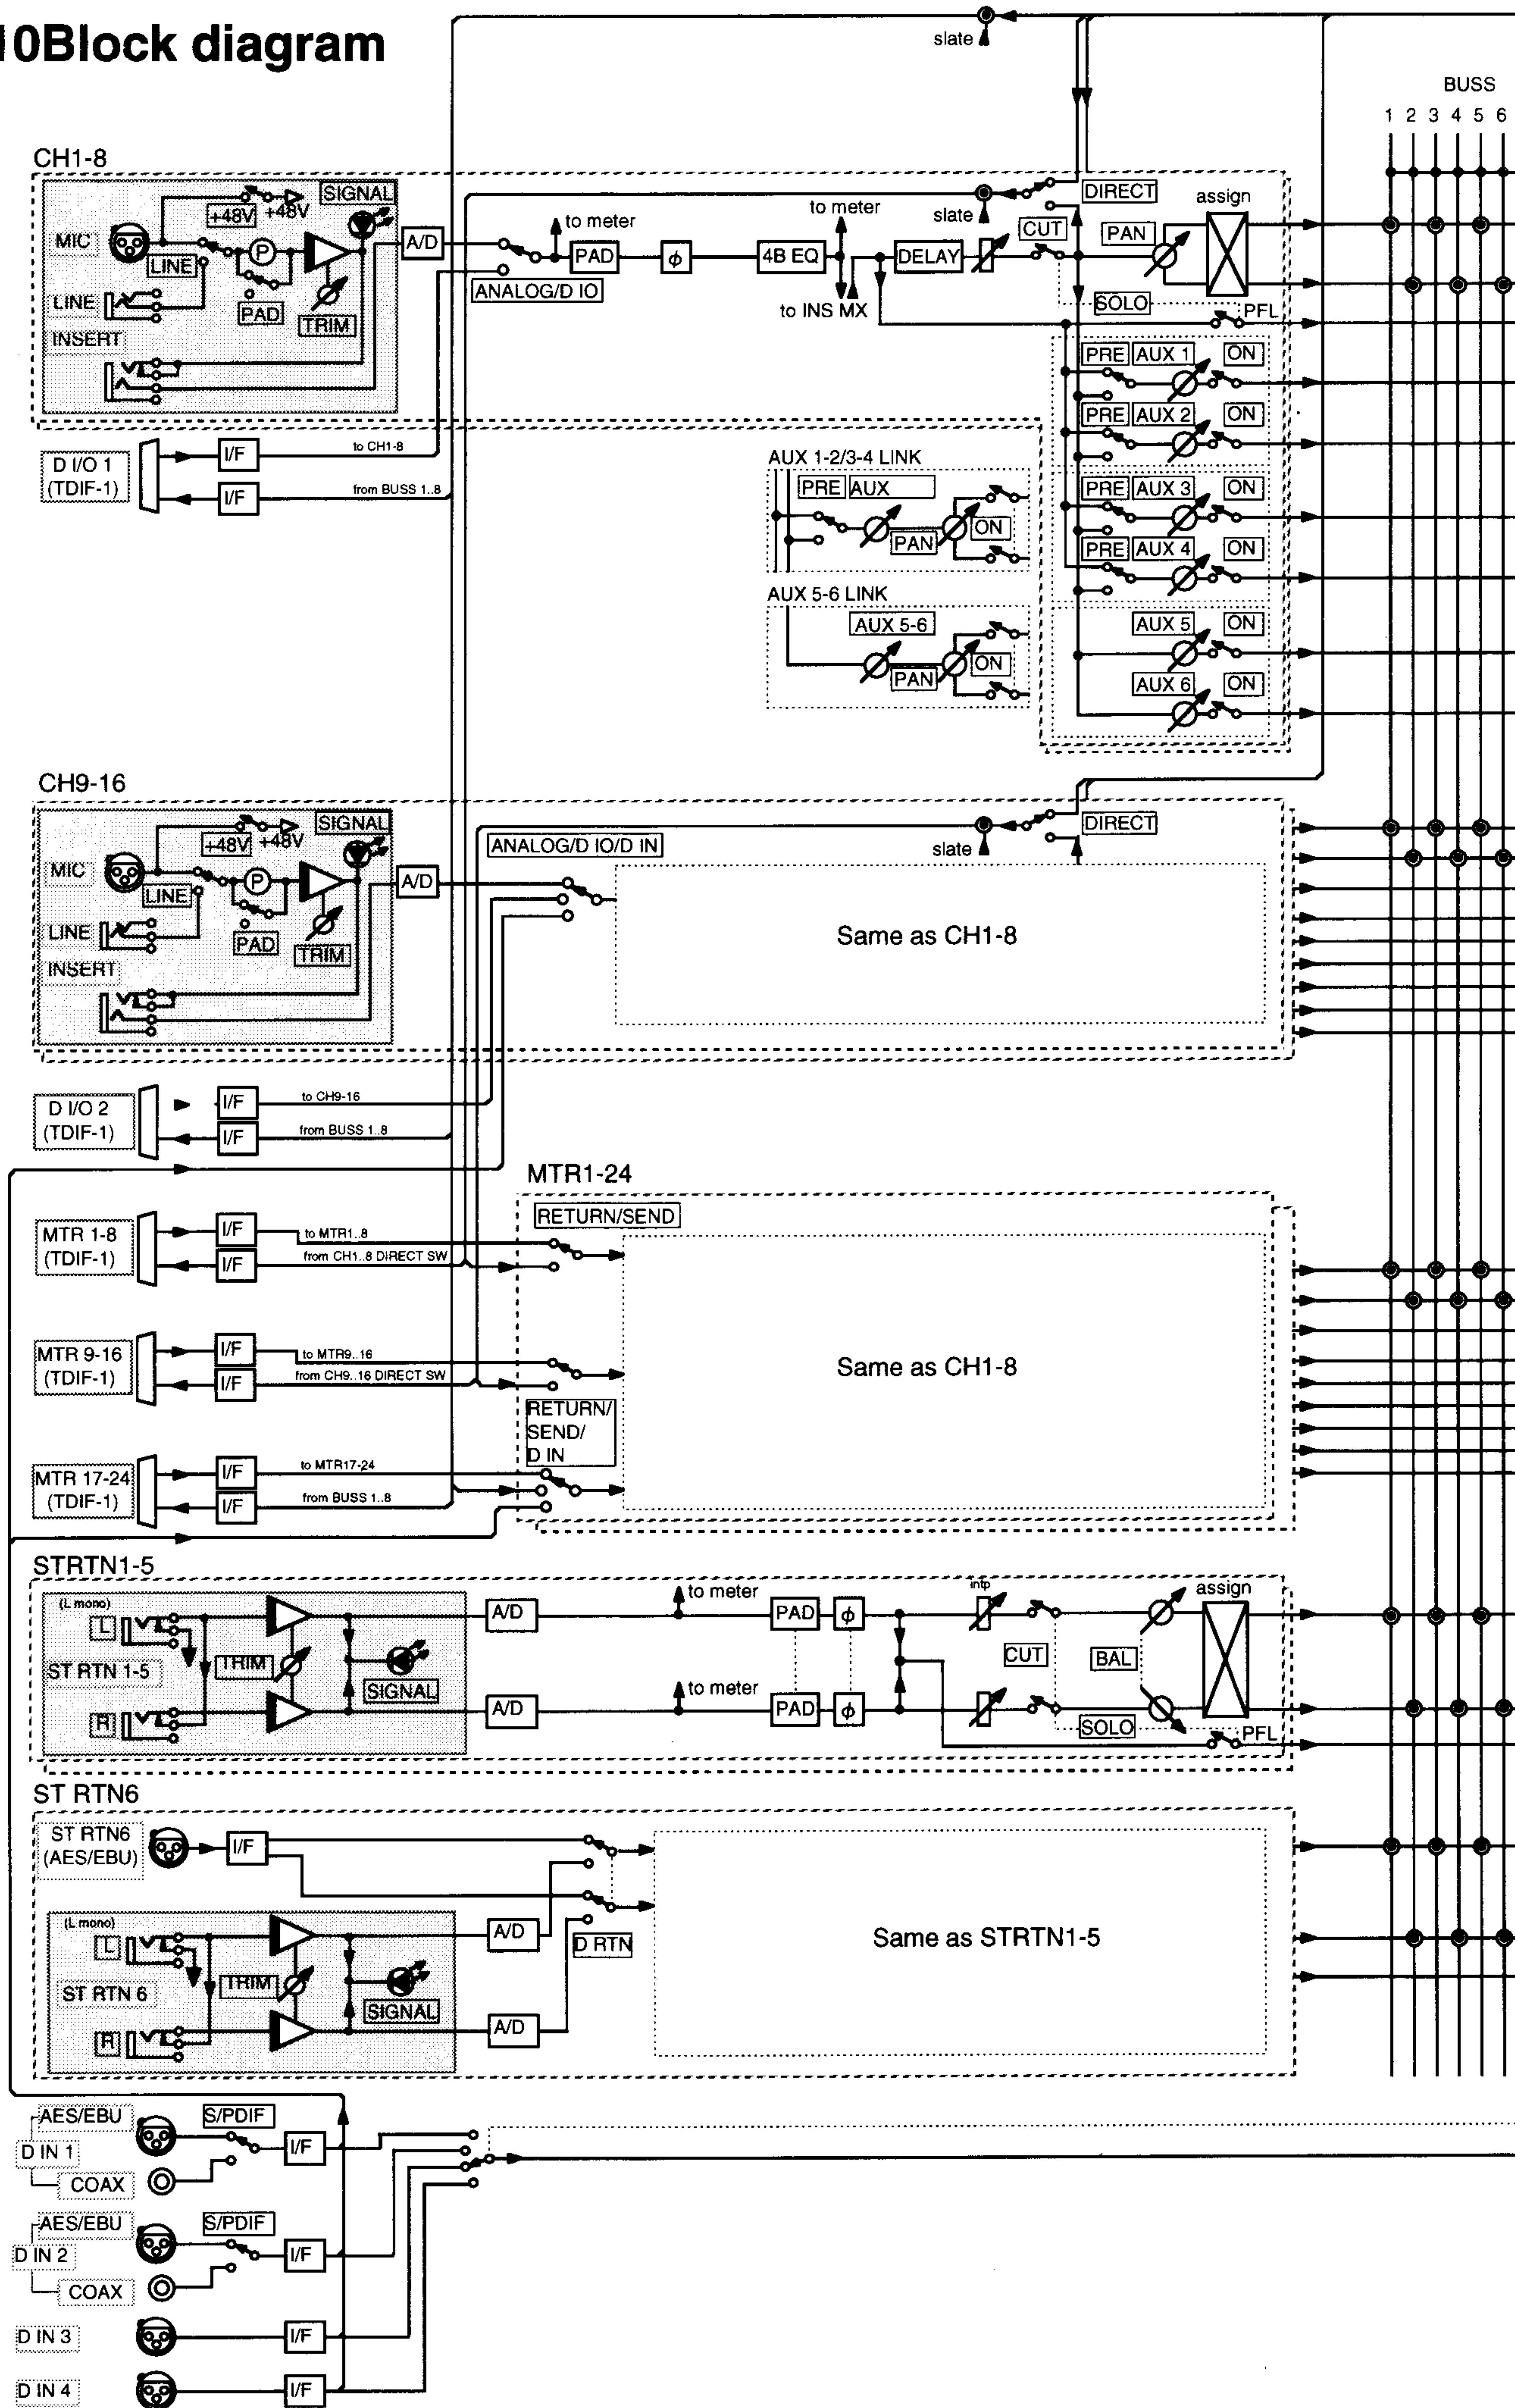 10Block diagram
slate
BUSS
1 2 3 4 5 6
CH1-8
SIGNAL
+48V
+48V
MIC
LINE
P
LINE
PAD
TRIM
INSERT
A/D
ANALOG/D IO
to meter
PAD
φ
4B EQ
to meter
to INS MX
DELAY
slate
CUT
DIRECT
PAN
assign
SOLO
PFL
PRE AUX 1 ON
PRE AUX 2 ON
PRE AUX 3 ON
PRE AUX 4 ON
AUX 5 ON
AUX 6 ON
D I/O 1
(TDIF-1)
I/F
to CH1-8
I/F
from BUSS 1..8
AUX 1-2/3-4 LINK
PRE AUX
PAN
ON
AUX 5-6 LINK
AUX 5-6
PAN
ON
CH9-16
SIGNAL
+48V
+48V
MIC
LINE
P
LINE
PAD
TRIM
INSERT
A/D
ANALOG/D IO/D IN
slate
DIRECT
Same as CH1-8
D I/O 2
(TDIF-1)
I/F
to CH9-16
I/F
from BUSS 1..8
MTR1-24
RETURN/SEND
MTR 1-8
(TDIF-1)
I/F
to MTR1..8
I/F
from CH1..8 DIRECT SW
MTR 9-16
(TDIF-1)
I/F
to MTR9..16
I/F
from CH9..16 DIRECT SW
Same as CH1-8
RETURN/
SEND/
D IN
MTR 17-24
(TDIF-1)
I/F
to MTR17-24
I/F
from BUSS 1..8
STRTN1-5
(L mono)
L
ST RTN 1-5
R
TRIM
SIGNAL
A/D
A/D
to meter
to meter
PAD
φ
PAD
φ
intp
CUT
BAL
SOLO
assign
PFL
ST RTN6
ST RTN6
(AES/EBU)
I/F
(L mono)
L
ST RTN 6
R
TRIM
SIGNAL
A/D
A/D
D RTN
Same as STRTN1-5
AES/EBU
S/PDIF
D IN 1
I/F
COAX
AES/EBU
S/PDIF
D IN 2
I/F
COAX
D IN 3
I/F
D IN 4
I/F